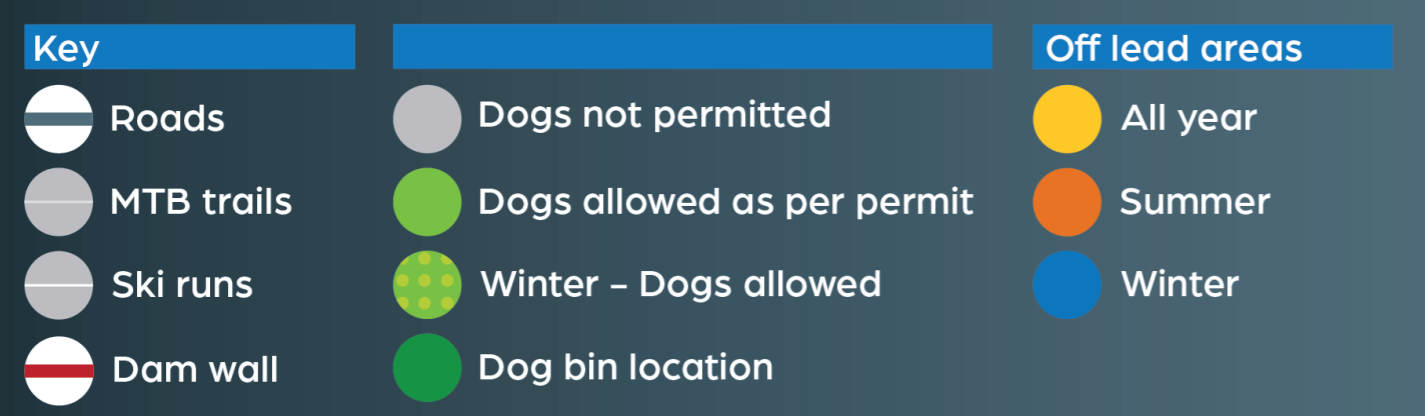 Key
Roads
MTB trails
Ski runs
Dam wall
Dogs not permitted
Dogs allowed as per permit
Winter - Dogs allowed
Dog bin location
Off lead areas
All year
Summer
Winter